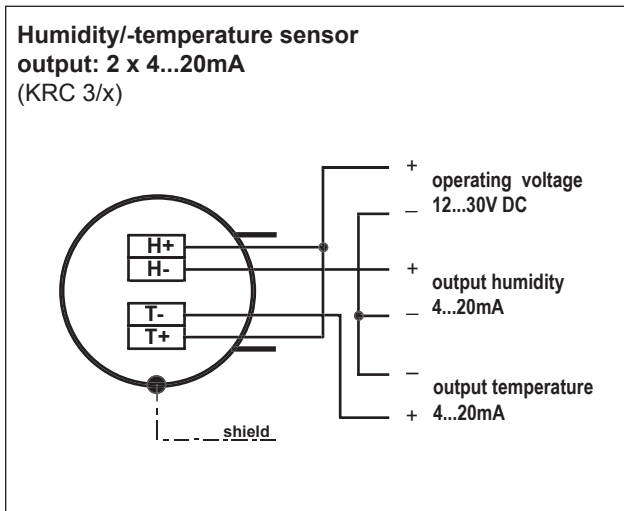 Humidity/-temperature sensor
output: 2 x 4...20mA
(KRC 3/x)
+
operating voltage
12...30V DC
–
H+
H-
+
output humidity
4...20mA
–
T-
T+
–
output temperature
4...20mA
+
shield